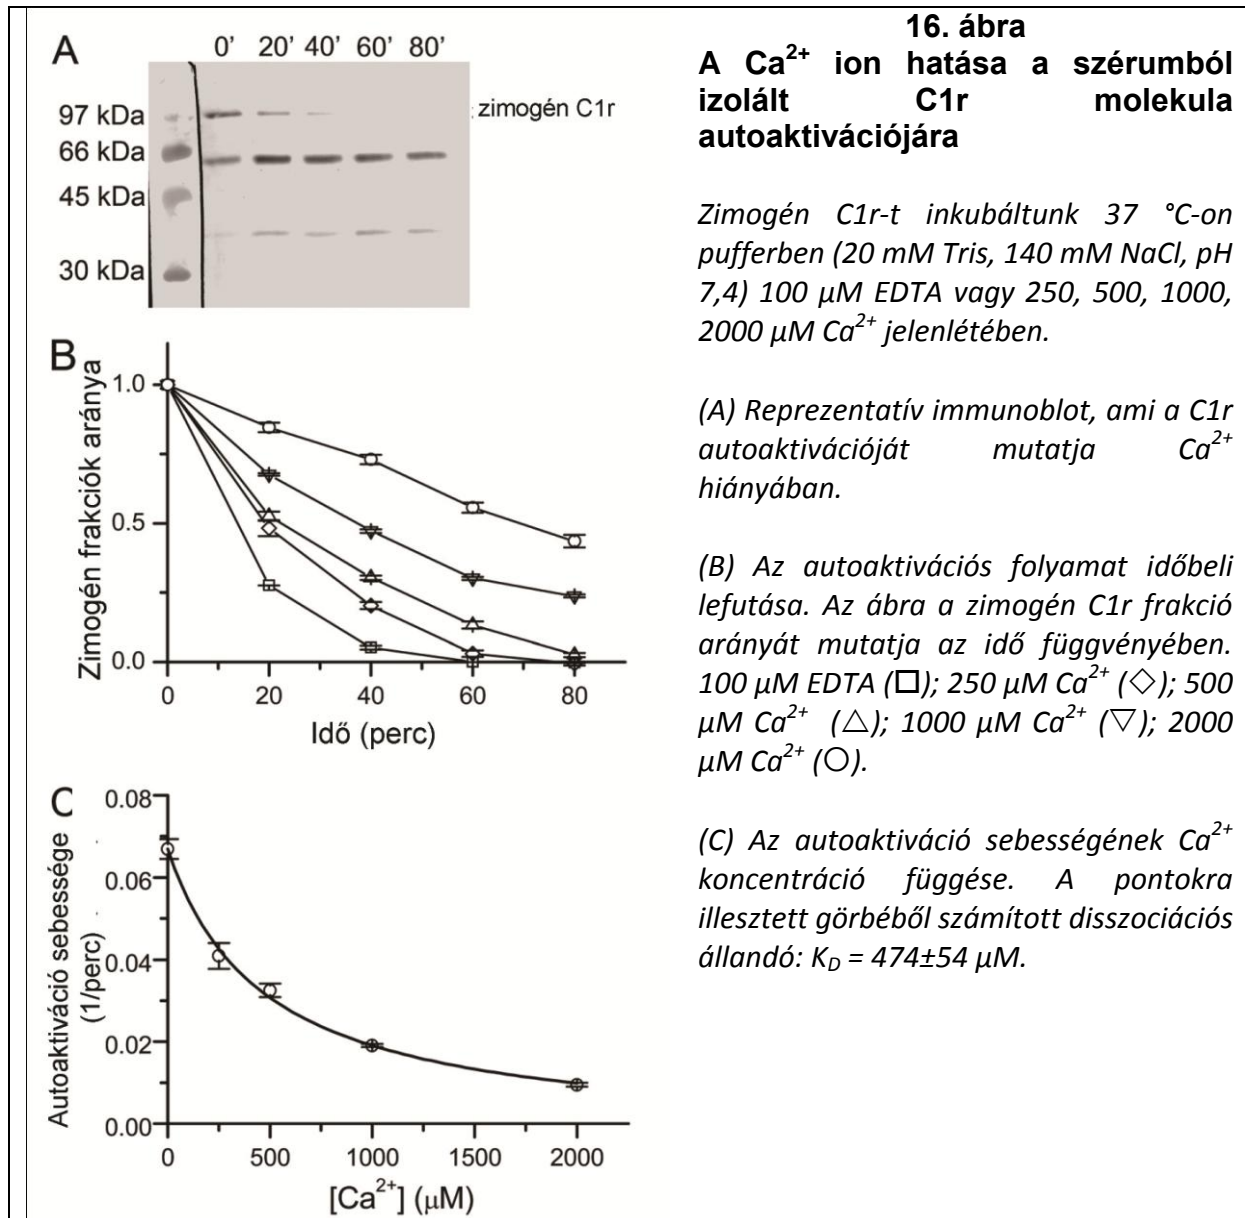 A
0' 20' 40' 60' 80'
97 kDa
66 kDa
45 kDa
30 kDa
zimogén C1r
B
Zimogén frakciók aránya
1.0
0.5
0.0
0 20 40 60 80
Idő (perc)
C
Autoaktiváció sebessége
(1/perc)
0.08
0.06
0.04
0.02
0.00
0 500 1000 1500 2000
[Ca²⁺] (µM)
16. ábra
A Ca²⁺ ion hatása a szérumból
izolált C1r molekula
autoaktivációjára
Zimogén C1r-t inkubáltunk 37 °C-on
pufferben (20 mM Tris, 140 mM NaCl, pH
7,4) 100 µM EDTA vagy 250, 500, 1000,
2000 µM Ca²⁺ jelenlétében.
(A) Reprezentatív immunoblot, ami a C1r
autoaktivációját mutatja Ca²⁺
hiányában.
(B) Az autoaktivációs folyamat időbeli
lefutása. Az ábra a zimogén C1r frakció
arányát mutatja az idő függvényében.
100 µM EDTA (□); 250 µM Ca²⁺ (◇); 500
µM Ca²⁺ (△); 1000 µM Ca²⁺ (▽); 2000
µM Ca²⁺ (○).
(C) Az autoaktiváció sebességének Ca²⁺
koncentráció függése. A pontokra
illesztett görbéből számított disszociációs
állandó: K_D = 474±54 µM.